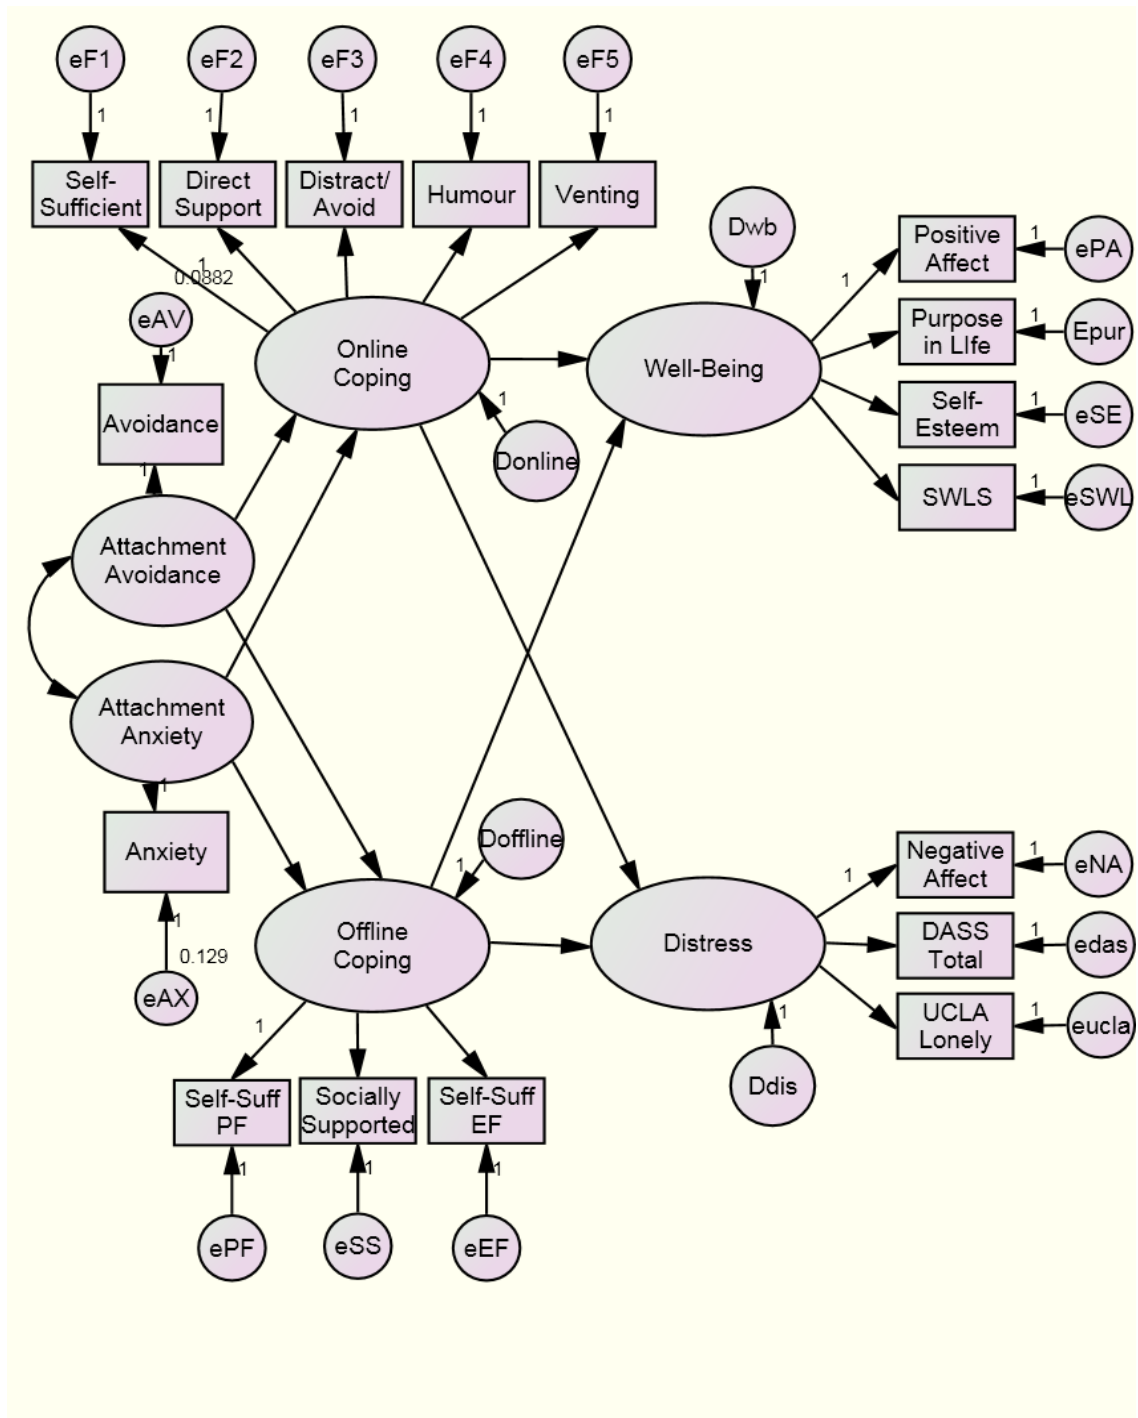 eF1
eF2
eF3
eF4
eF5
1
1
1
1
1
Self-
Sufficient
Direct
Support
Distract/
Avoid
Humour
Venting
1
0.0882
eAV
1
Avoidance
1
Online
Coping
1
Donline
Dwb
1
Well-Being
1
Positive
Affect
1
ePA
Purpose
in LIfe
1
Epur
Self-
Esteem
1
eSE
SWLS
1
eSWL
Attachment
Avoidance
Attachment
Anxiety
1
Anxiety
1
0.129
eAX
Doffline
1
Offline
Coping
1
Self-Suff
PF
Socially
Supported
Self-Suff
EF
1
1
1
ePF
eSS
eEF
Distress
1
Ddis
1
Negative
Affect
1
eNA
DASS
Total
1
edas
UCLA
Lonely
1
eucla